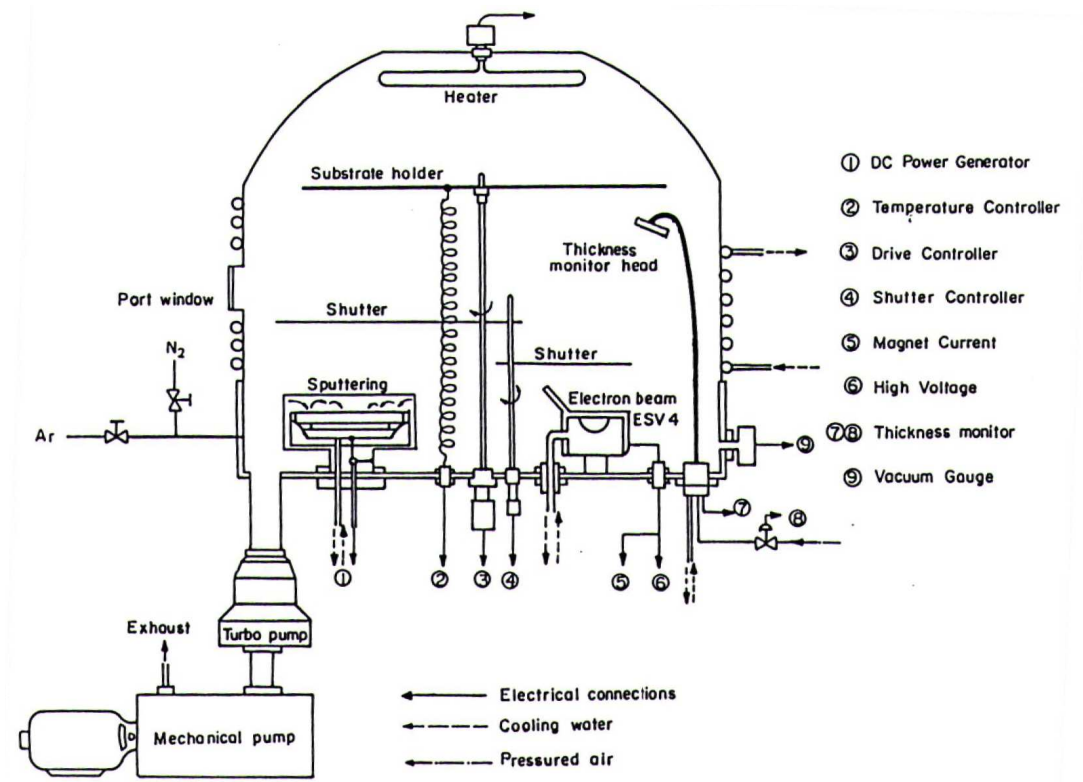 Heater
Substrate holder
Thickness
monitor head
Port window
Shutter
Shutter
N2
Ar
Sputtering
Electron beam
ESV 4
① DC Power Generator
② Temperature Controller
③ Drive Controller
④ Shutter Controller
⑤ Magnet Current
⑥ High Voltage
⑦⑧ Thickness monitor
⑨ Vacuum Gauge
⑨
⑦
⑧
①
②
③
④
⑤
⑥
Exhaust
Turbo pump
Mechanical pump
Electrical connections
Cooling water
Pressured air